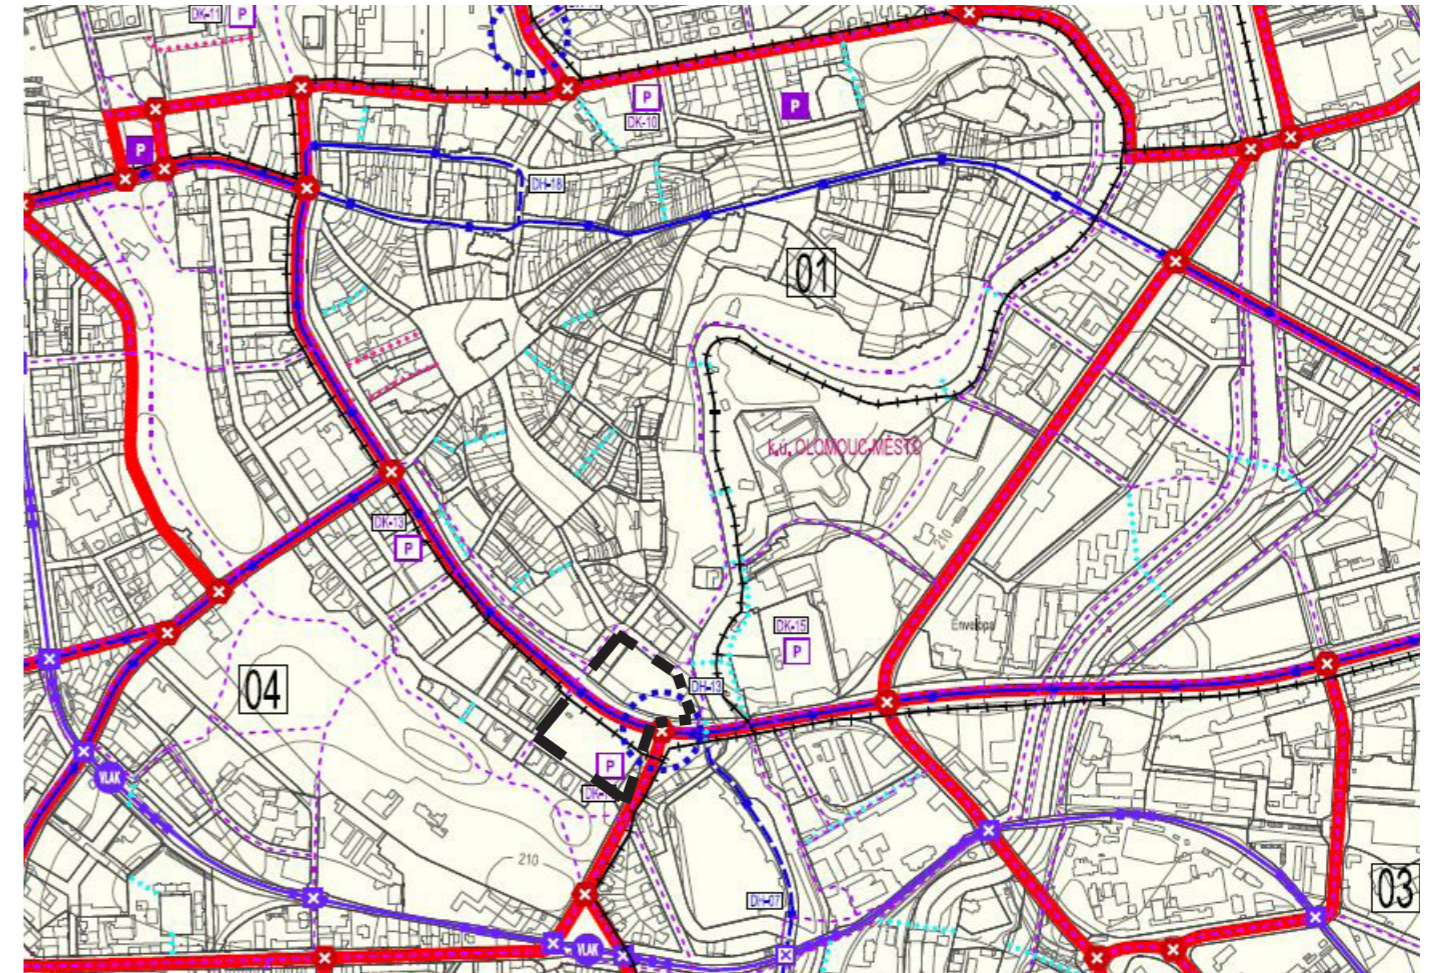 DK-11
P
P
DK-10
P
P
DH-18
01
k.ú. OLOMOUC-MĚSTO
DK-13
P
210
Envelopa
DK-15
P
04
DH-13
P
VLAK
210
DH-07
03
VLAK